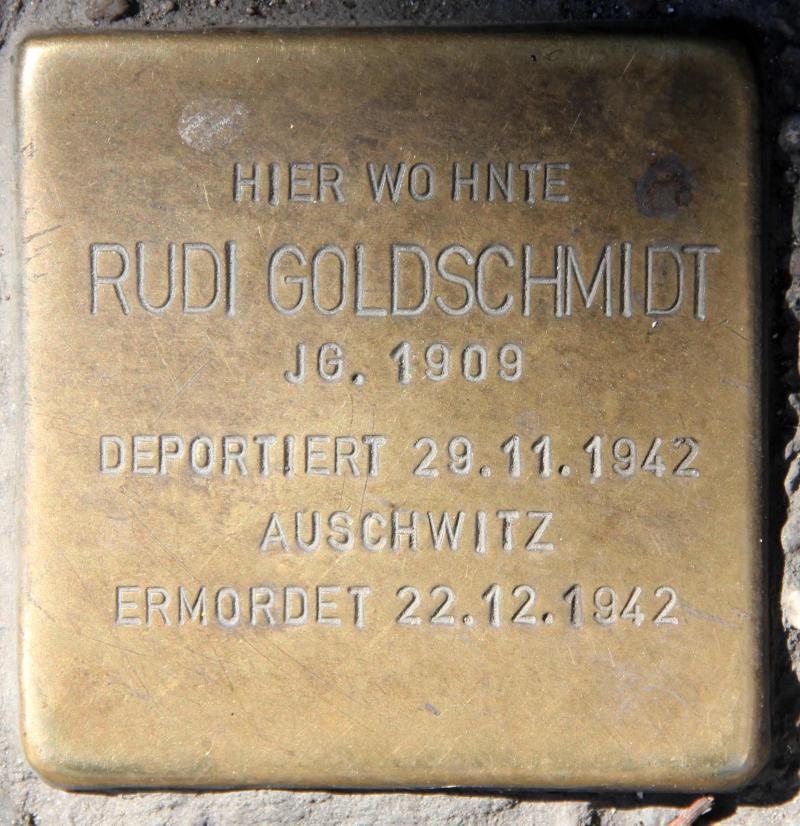 HIER WOHNTE
RUDI GOLDSCHMIDT
JG. 1909
DEPORTIERT 29.11.1942
AUSCHWITZ
ERMORDET 22.12.1942